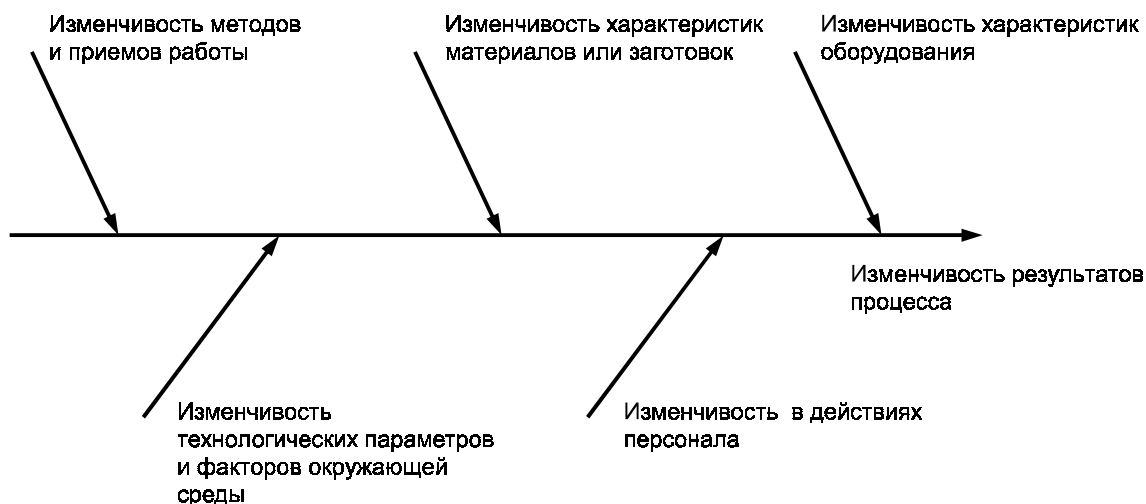 Изменчивость методов
и приемов работы
Изменчивость характеристик
материалов или заготовок
Изменчивость характеристик
оборудования
Изменчивость результатов
процесса
Изменчивость
технологических параметров
и факторов окружающей
среды
Изменчивость в действиях
персонала